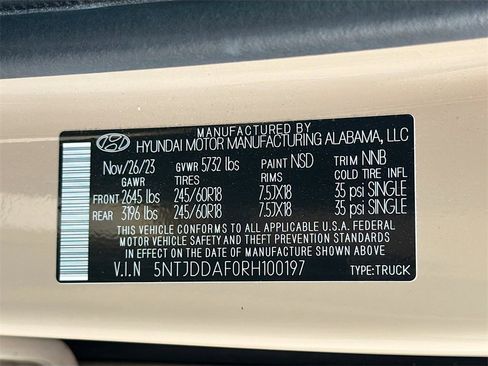 MANUFACTURED BY
HYUNDAI MOTOR MANUFACTURING ALABAMA, LLC
Nov/26/23 GVWR 5732 lbs PAINT NSD TRIM NNB
GAWR TIRES RIMS COLD TIRE INFL
FRONT 2645 lbs 245/60R18 7.5JX18 35 psi SINGLE
REAR 3196 lbs 245/60R18 7.5JX18 35 psi SINGLE
THIS VEHICLE CONFORMS TO ALL APPLICABLE U.S.A. FEDERAL
MOTOR VEHICLE SAFETY AND THEFT PREVENTION STANDARDS
IN EFFECT ON THE DATE OF MANUFACTURE SHOWN ABOVE.
V.I.N 5NTJDDAF0RH100197 TYPE:TRUCK